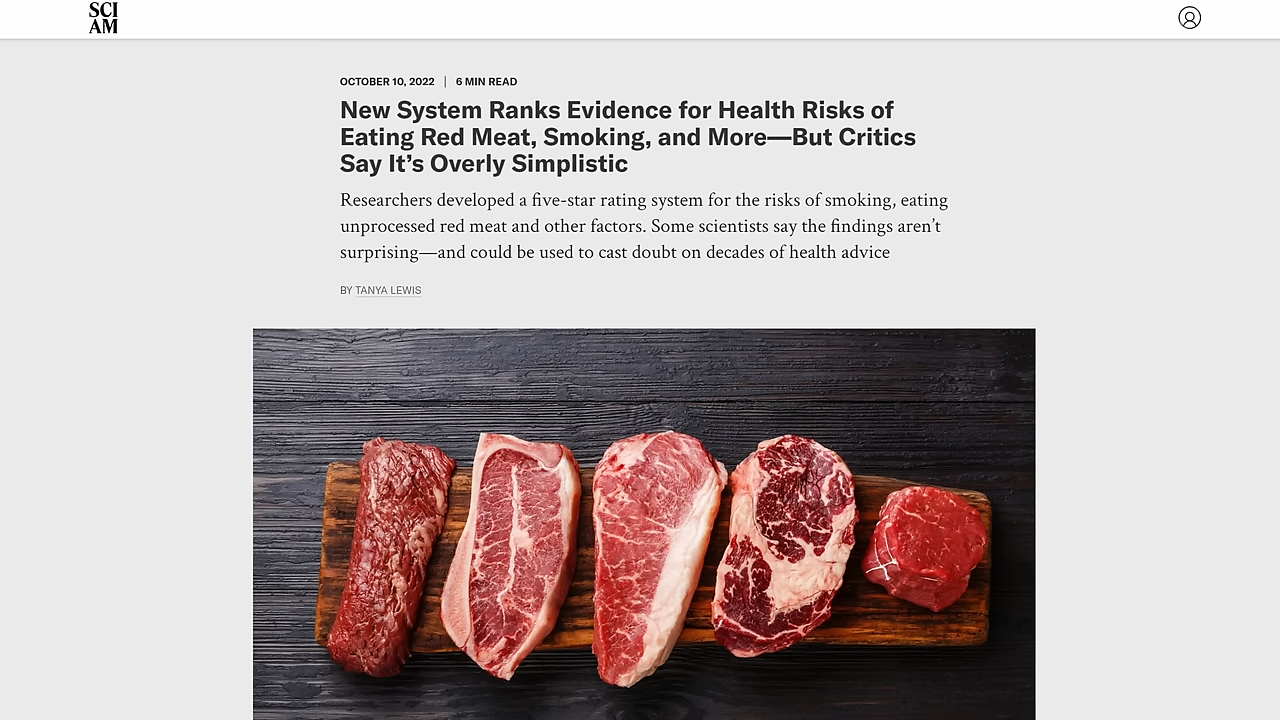 SCI
AM
OCTOBER 10, 2022 | 6 MIN READ
New System Ranks Evidence for Health Risks of
Eating Red Meat, Smoking, and More—But Critics
Say It’s Overly Simplistic
Researchers developed a five-star rating system for the risks of smoking, eating
unprocessed red meat and other factors. Some scientists say the findings aren’t
surprising—and could be used to cast doubt on decades of health advice
BY TANYA LEWIS